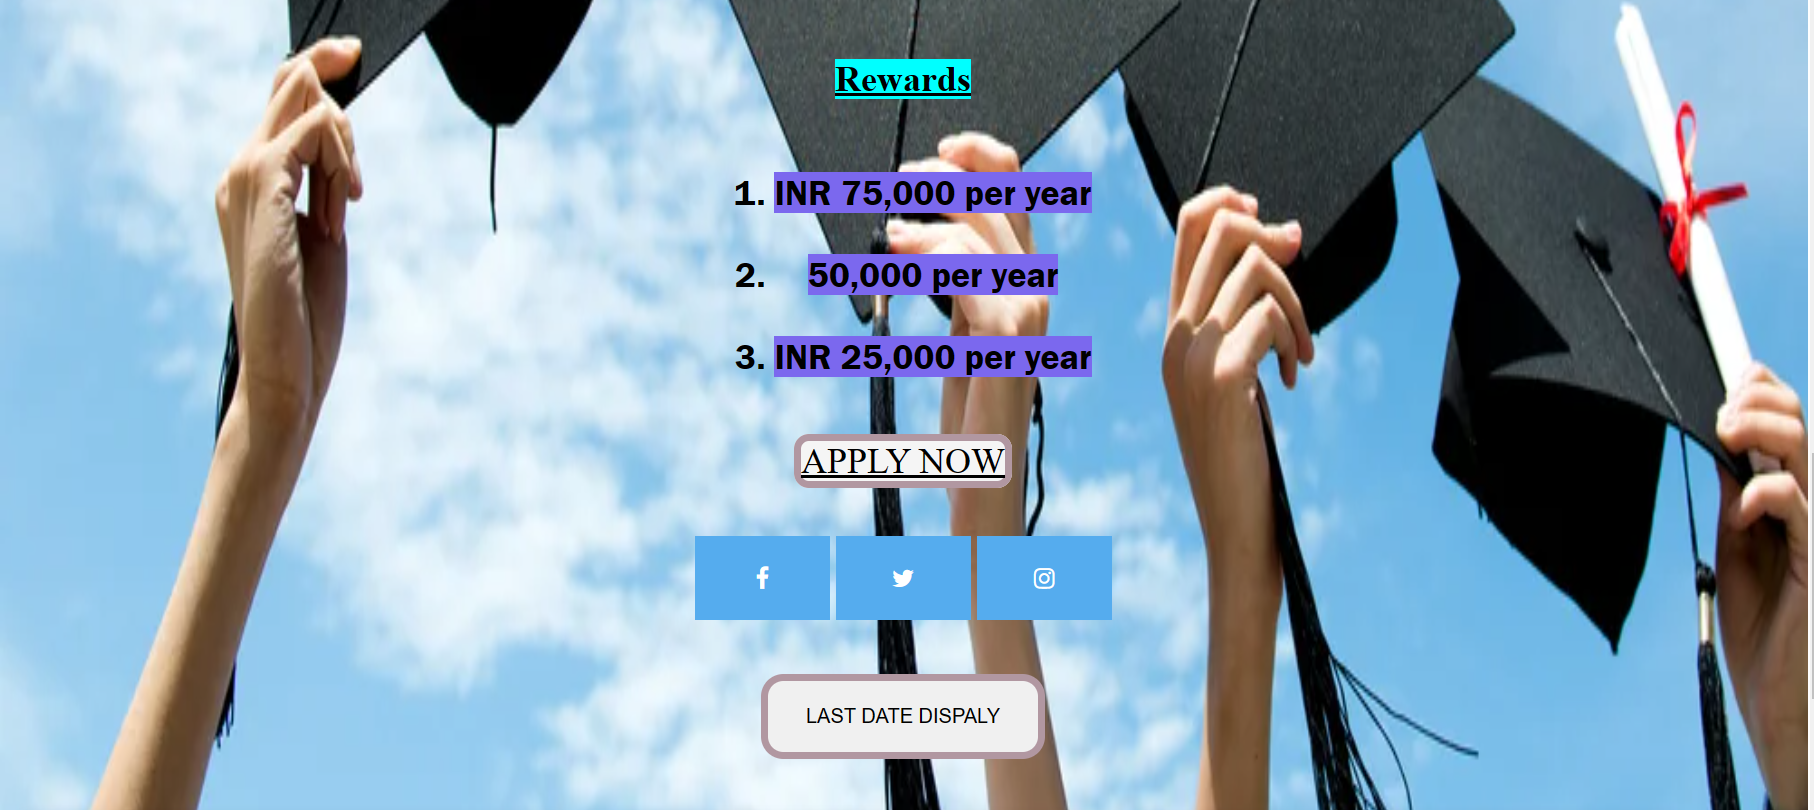 Rewards
1. INR 75,000 per year
2. 50,000 per year
3. INR 25,000 per year
APPLY NOW
LAST DATE DISPALY